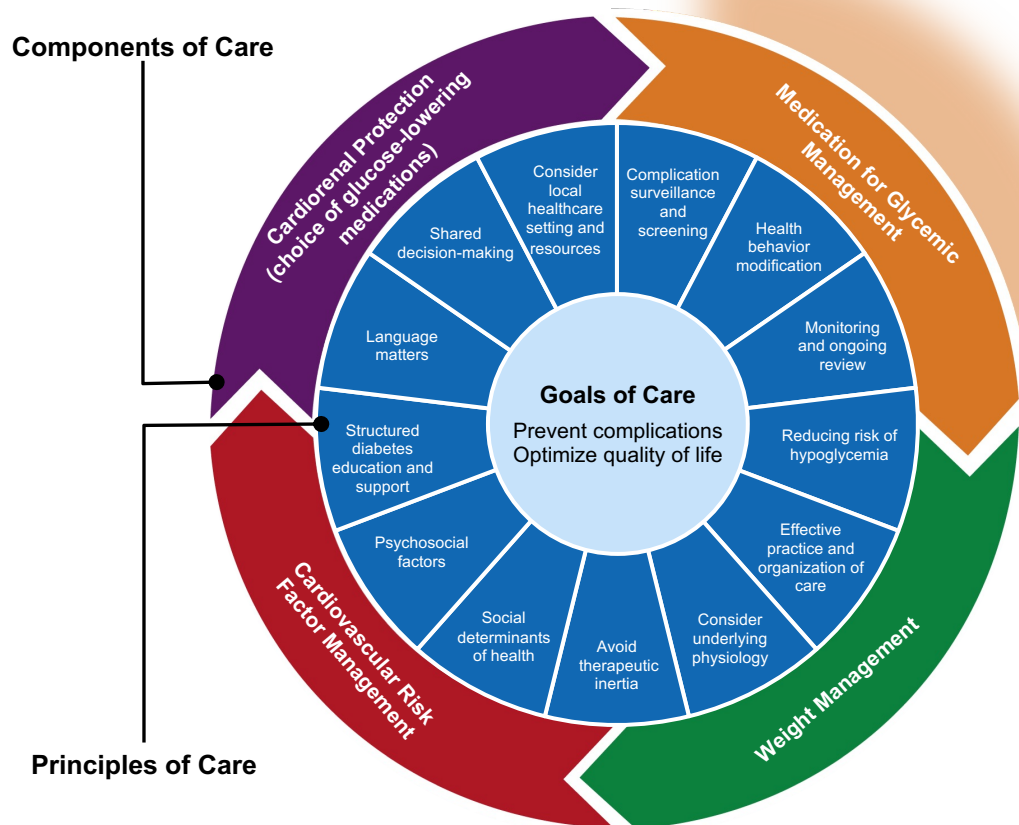 Components of Care
Cardiorenal Protection
(choice of glucose-lowering
medications)
Medication for Glycemic
Management
Weight Management
Cardiovascular Risk
Factor Management
Principles of Care
Consider
local
healthcare
setting and
resources
Complication
surveillance
and
screening
Health
behavior
modification
Monitoring
and ongoing
review
Reducing risk of
hypoglycemia
Effective
practice and
organization of
care
Consider
underlying
physiology
Avoid
therapeutic
inertia
Social
determinants
of health
Psychosocial
factors
Structured
diabetes
education and
support
Language
matters
Shared
decision-making
Goals of Care
Prevent complications
Optimize quality of life